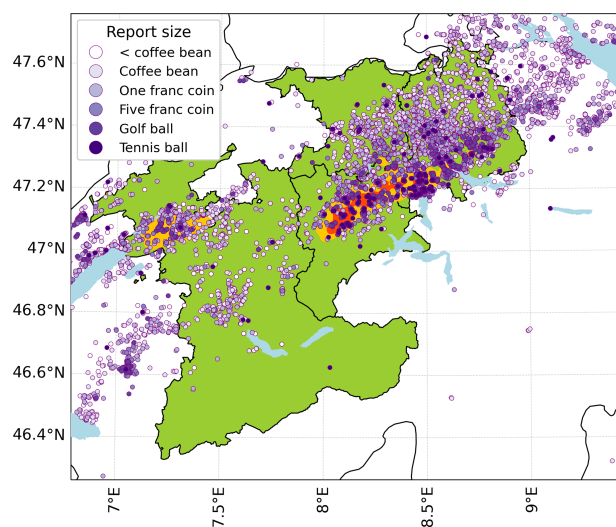 Report size
< coffee bean
Coffee bean
One franc coin
Five franc coin
Golf ball
Tennis ball
47.6°N
47.4°N
47.2°N
47°N
46.8°N
46.6°N
46.4°N
7°E
7.5°E
8°E
8.5°E
9°E